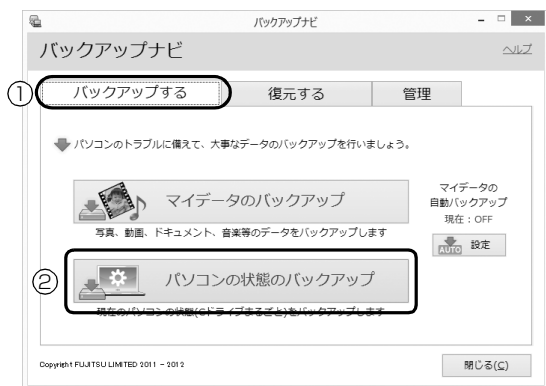 バックアップナビ
バックアップナビ
ヘルプ
① バックアップする 復元する 管理
パソコンのトラブルに備えて、大事なデータのバックアップを行いましょう。
マイデータのバックアップ
写真、動画、ドキュメント、音楽等のデータをバックアップします
マイデータの
自動バックアップ
現在：OFF
AUTO 設定
② パソコンの状態のバックアップ
現在のパソコンの状態(Cドライブまるごと)をバックアップします
Copyright FUJITSU LIMITED 2011 - 2012
閉じる(C)